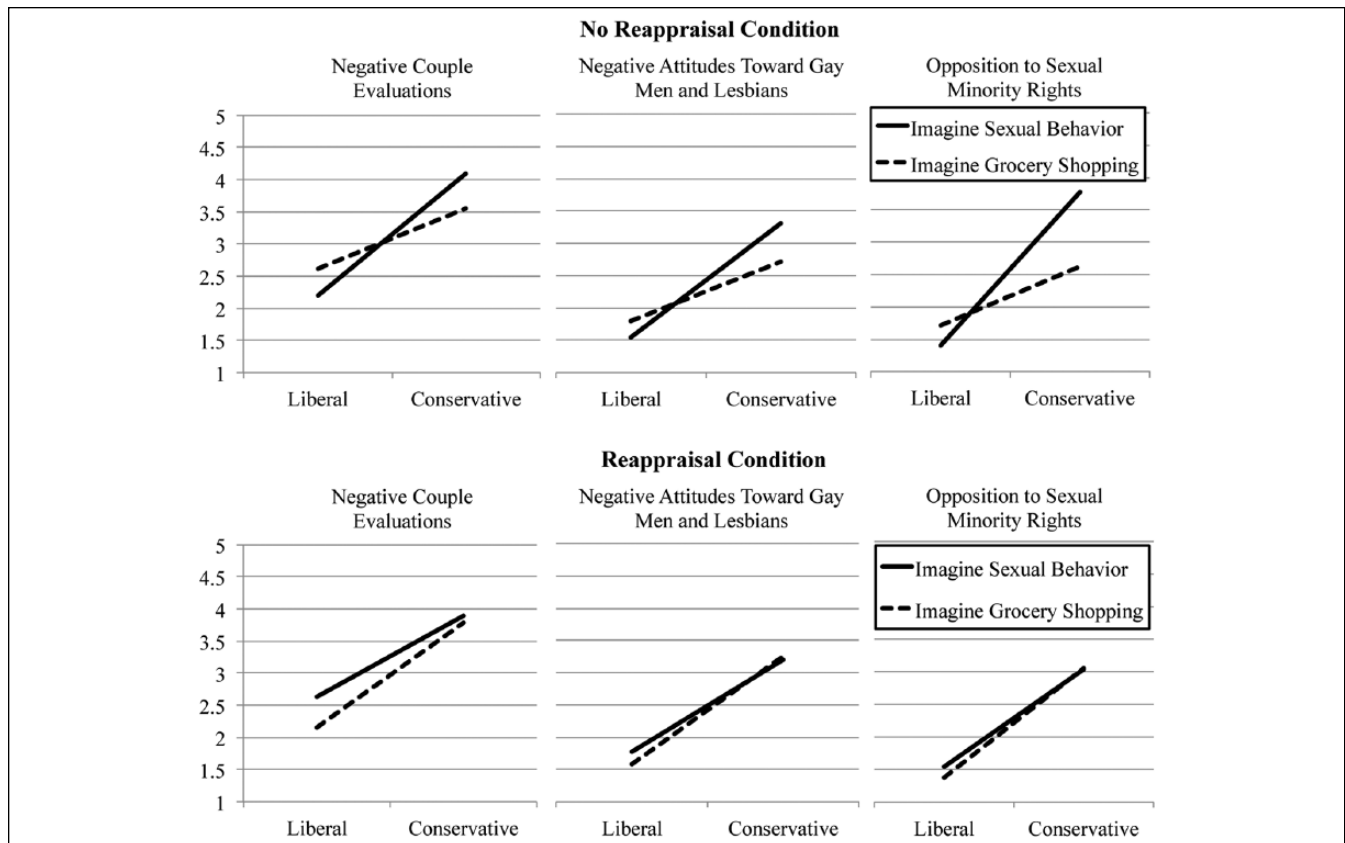 No Reappraisal Condition
Negative Couple
Evaluations
Negative Attitudes Toward Gay
Men and Lesbians
Opposition to Sexual
Minority Rights
Imagine Sexual Behavior
Imagine Grocery Shopping
5
4.5
4
3.5
3
2.5
2
1.5
1
Liberal Conservative
Liberal Conservative
Liberal Conservative
Reappraisal Condition
Negative Couple
Evaluations
Negative Attitudes Toward Gay
Men and Lesbians
Opposition to Sexual
Minority Rights
Imagine Sexual Behavior
Imagine Grocery Shopping
5
4.5
4
3.5
3
2.5
2
1.5
1
Liberal Conservative
Liberal Conservative
Liberal Conservative